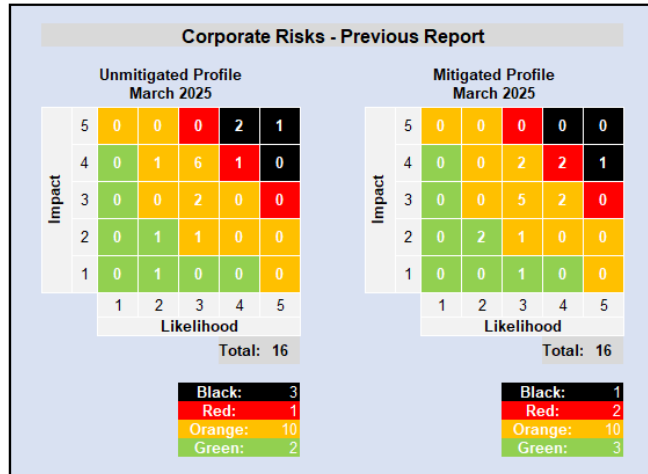 Corporate Risks - Previous Report
Unmitigated Profile
March 2025
Impact
5 0 0 0 2 1
4 0 1 6 1 0
3 0 0 2 0 0
2 0 1 1 0 0
1 0 1 0 0 0
1 2 3 4 5
Likelihood
Total: 16
Black: 3
Red: 1
Orange: 10
Green: 2
Mitigated Profile
March 2025
Impact
5 0 0 0 0 0
4 0 0 2 2 1
3 0 0 5 2 0
2 0 2 1 0 0
1 0 0 1 0 0
1 2 3 4 5
Likelihood
Total: 16
Black: 1
Red: 2
Orange: 10
Green: 3